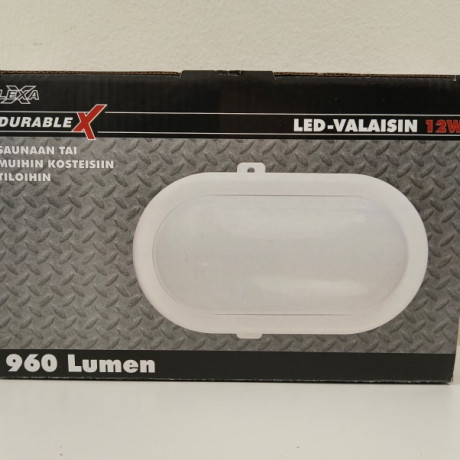 LEXA
DURABLE X
LED-VALAISIN 12W
SAUNAAN TAI
MUIHIN KOSTEISIIN
TILOIHIN
960 Lumen